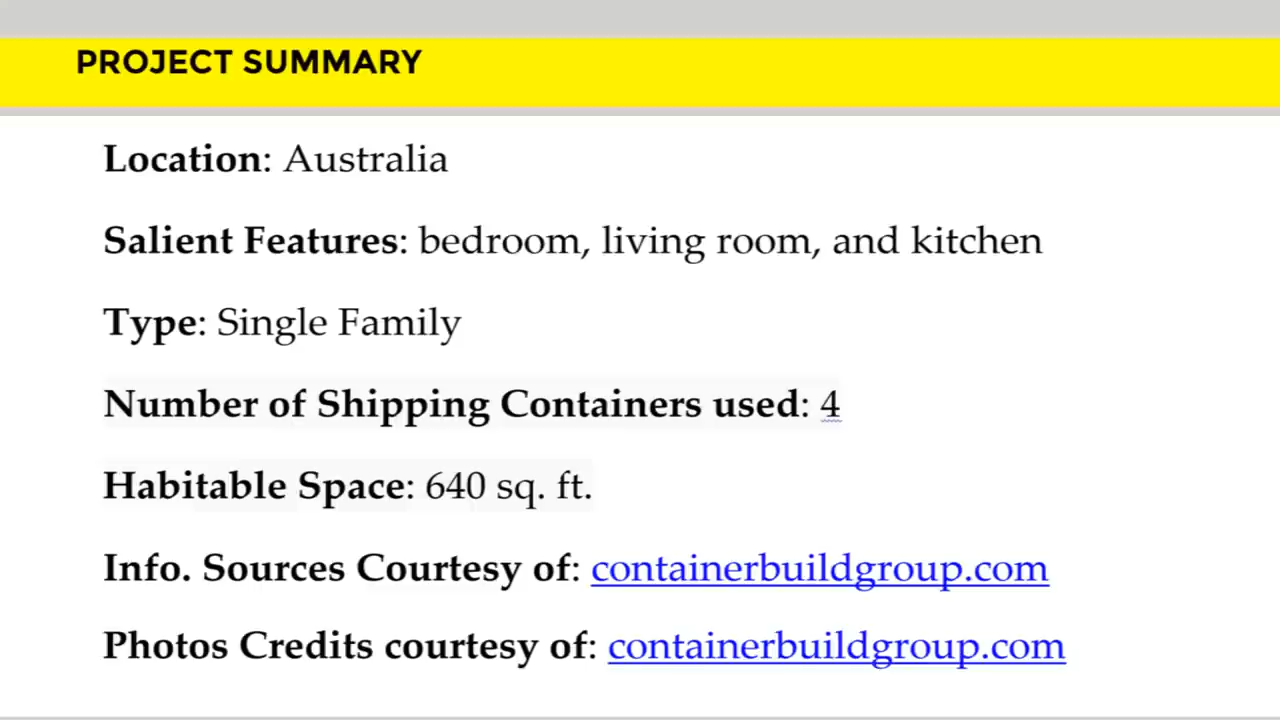 PROJECT SUMMARY
Location: Australia
Salient Features: bedroom, living room, and kitchen
Type: Single Family
Number of Shipping Containers used: 4
Habitable Space: 640 sq. ft.
Info. Sources Courtesy of: containerbuildgroup.com
Photos Credits courtesy of: containerbuildgroup.com